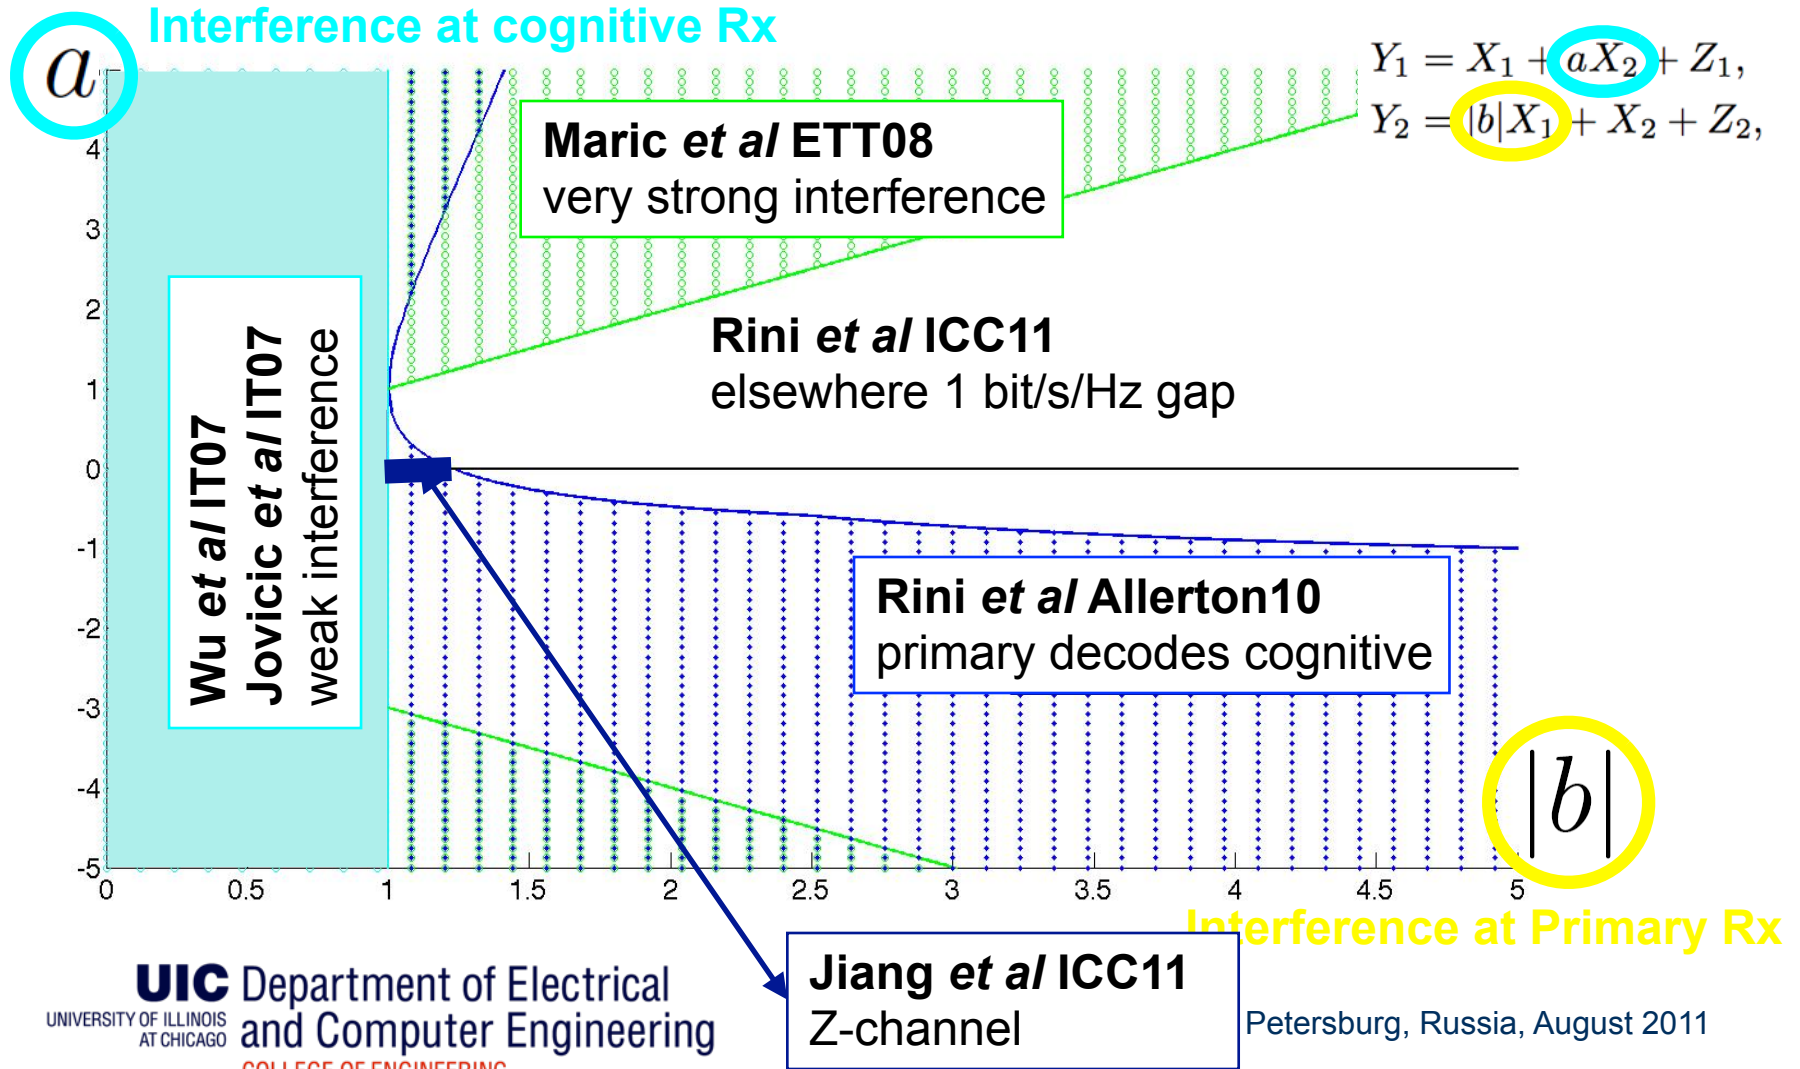 Interference at cognitive Rx
a
Y₁ = X₁ + aX₂ + Z₁,
Y₂ = |b|X₁ + X₂ + Z₂,
Maric et al ETT08
very strong interference
Rini et al ICC11
elsewhere 1 bit/s/Hz gap
Wu et al IT07
Jovicic et al IT07
weak interference
Rini et al Allerton10
primary decodes cognitive
|b|
4
3
2
1
0
-1
-2
-3
-4
-5
0 0.5 1 1.5 2 2.5 3 3.5 4 4.5 5
Interference at Primary Rx
Jiang et al ICC11
Z-channel
UIC Department of Electrical
UNIVERSITY OF ILLINOIS
AT CHICAGO
and Computer Engineering
COLLEGE OF ENGINEERING
Petersburg, Russia, August 2011